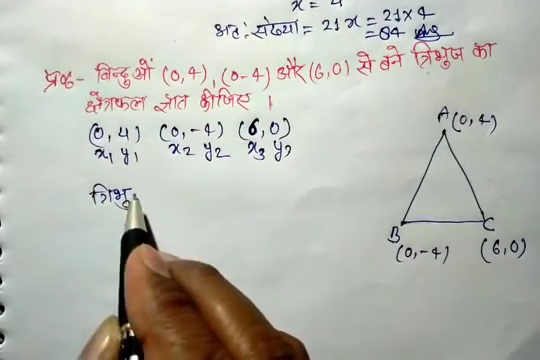 x = 4
अतः संख्या = 21x = 21×4
= 84 Ans
प्रश्न- बिन्दुओं (0,4), (0-4) और (6,0) से बने त्रिभुज का
क्षेत्रफल ज्ञात कीजिए ।
(0, 4) (0,-4) (6,0)
x₁ y₁ x₂ y₂ x₃ y₃
त्रिभु
A(0, 4)
B C
(0,-4) (6,0)